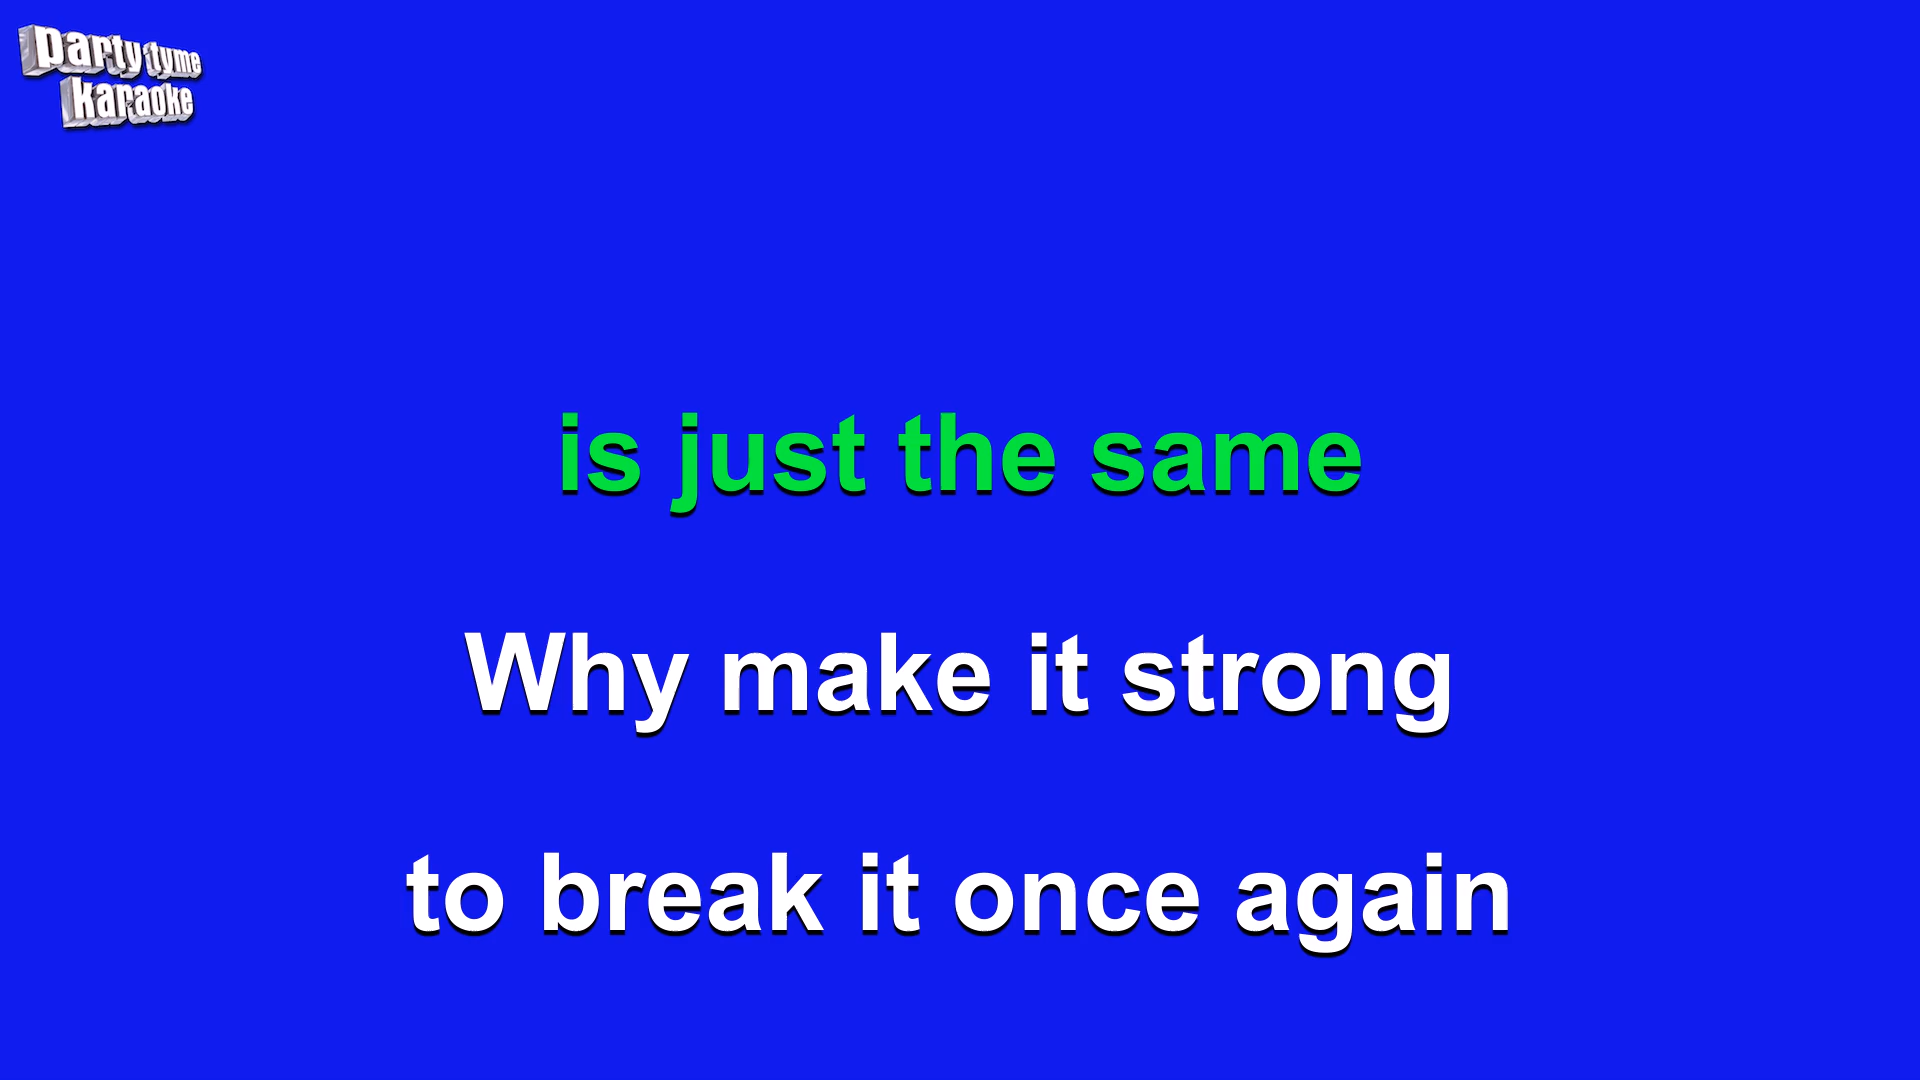 party tyme
karaoke
is just the same
Why make it strong
to break it once again